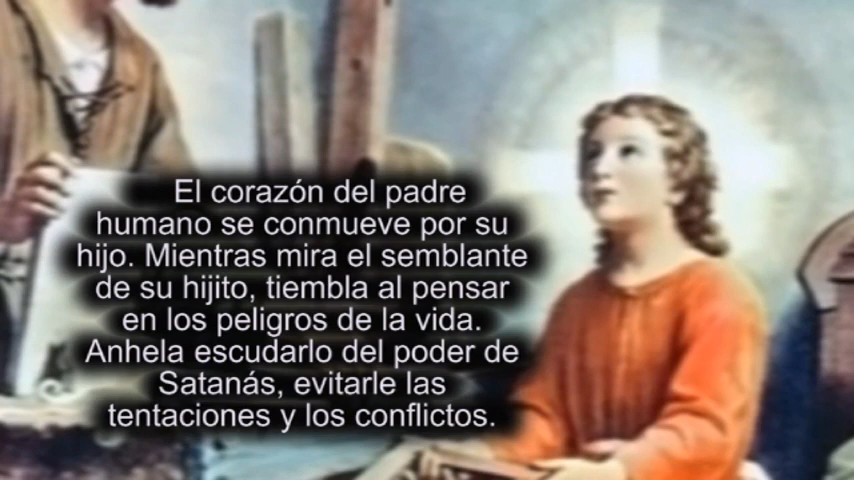 El corazón del padre
humano se conmueve por su
hijo. Mientras mira el semblante
de su hijito, tiembla al pensar
en los peligros de la vida.
Anhela escudarlo del poder de
Satanás, evitarle las
tentaciones y los conflictos.